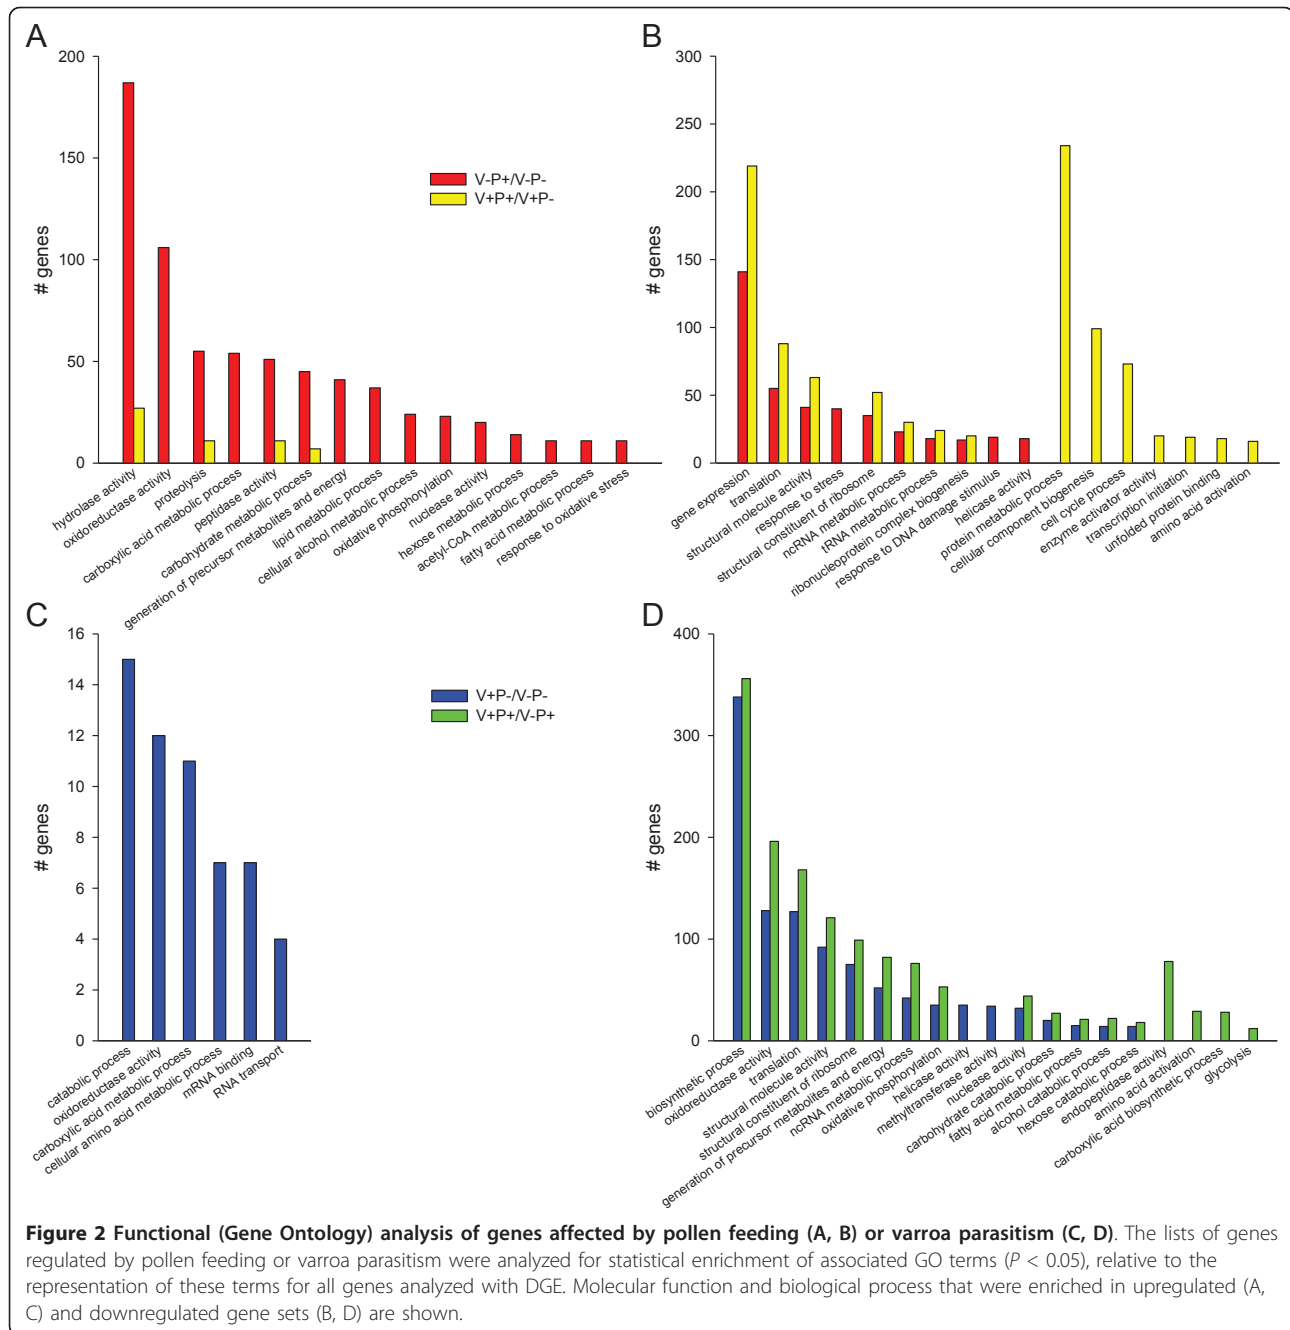 A
200
150
100
50
0
# genes
V-P+/V-P-
V+P+/V+P-
hydrolase activity
oxidoreductase activity
proteolysis
carboxylic acid metabolic process
peptidase activity
carbohydrate metabolic process
generation of precursor metabolites and energy
lipid metabolic process
cellular alcohol metabolic process
oxidative phosphorylation
nuclease activity
hexose metabolic process
acetyl-CoA metabolic process
fatty acid metabolic process
response to oxidative stress
B
300
250
200
150
100
50
0
# genes
gene expression
translation
structural molecule activity
response to stress
structural constituent of ribosome
ncRNA metabolic process
tRNA metabolic process
ribonucleoprotein complex biogenesis
response to DNA damage stimulus
helicase activity
protein metabolic process
cellular component biogenesis
cell cycle process
enzyme activator activity
transcription initiation
unfolded protein binding
amino acid activation
C
16
14
12
10
8
6
4
2
0
# genes
V+P-/V-P-
V+P+/V-P+
catabolic process
oxidoreductase activity
carboxylic acid metabolic process
cellular amino acid metabolic process
mRNA binding
RNA transport
D
400
300
200
100
0
# genes
biosynthetic process
oxidoreductase activity
translation
structural molecule activity
structural constituent of ribosome
generation of precursor metabolites and energy
ncRNA metabolic process
oxidative phosphorylation
helicase activity
methyltransferase activity
nuclease activity
carbohydrate catabolic process
fatty acid metabolic process
alcohol catabolic process
hexose catabolic process
endopeptidase activity
amino acid activation
carboxylic acid biosynthetic process
glycolysis
Figure 2 Functional (Gene Ontology) analysis of genes affected by pollen feeding (A, B) or varroa parasitism (C, D). The lists of genes
regulated by pollen feeding or varroa parasitism were analyzed for statistical enrichment of associated GO terms (P < 0.05), relative to the
representation of these terms for all genes analyzed with DGE. Molecular function and biological process that were enriched in upregulated (A,
C) and downregulated gene sets (B, D) are shown.